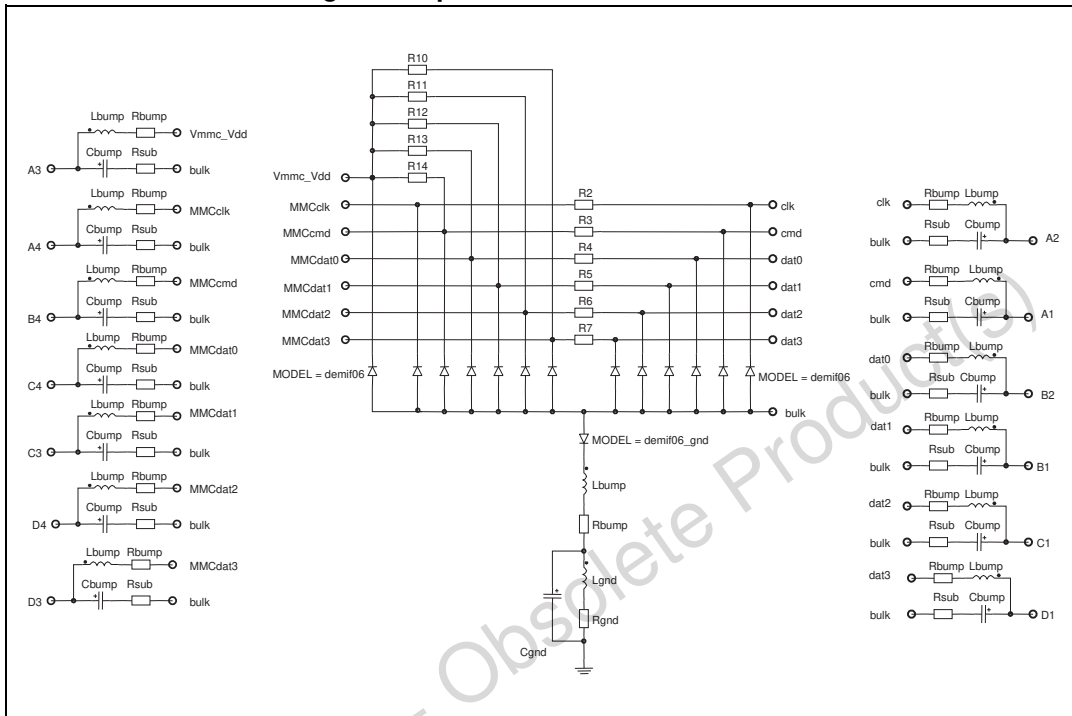 R10
R11
R12
R13
R14
Vmmc_Vdd
MMCclk
MMCcmd
MMCdat0
MMCdat1
MMCdat2
MMCdat3
R2
R3
R4
R5
R6
R7
clk
cmd
dat0
dat1
dat2
dat3
MODEL = demif06
MODEL = demif06
bulk
MODEL = demif06_gnd
Lbump
Rbump
Lgnd
Rgnd
Cgnd
Lbump Rbump
Vmmc_Vdd
Cbump Rsub
A3
bulk
Lbump Rbump
MMCclk
Cbump Rsub
A4
bulk
Lbump Rbump
MMCcmd
Cbump Rsub
B4
bulk
Lbump Rbump
MMCdat0
Cbump Rsub
C4
bulk
Lbump Rbump
MMCdat1
Cbump Rsub
C3
bulk
Lbump Rbump
MMCdat2
Cbump Rsub
D4
bulk
Lbump Rbump
MMCdat3
Cbump Rsub
D3
bulk
Rbump Lbump
clk
Rsub Cbump
bulk
A2
Rbump Lbump
cmd
Rsub Cbump
bulk
A1
Rbump Lbump
dat0
Rsub Cbump
bulk
B2
Rbump Lbump
dat1
Rsub Cbump
bulk
B1
Rbump Lbump
dat2
Rsub Cbump
bulk
C1
Rbump Lbump
dat3
Rsub Cbump
bulk
D1
Obsolete Product(s)